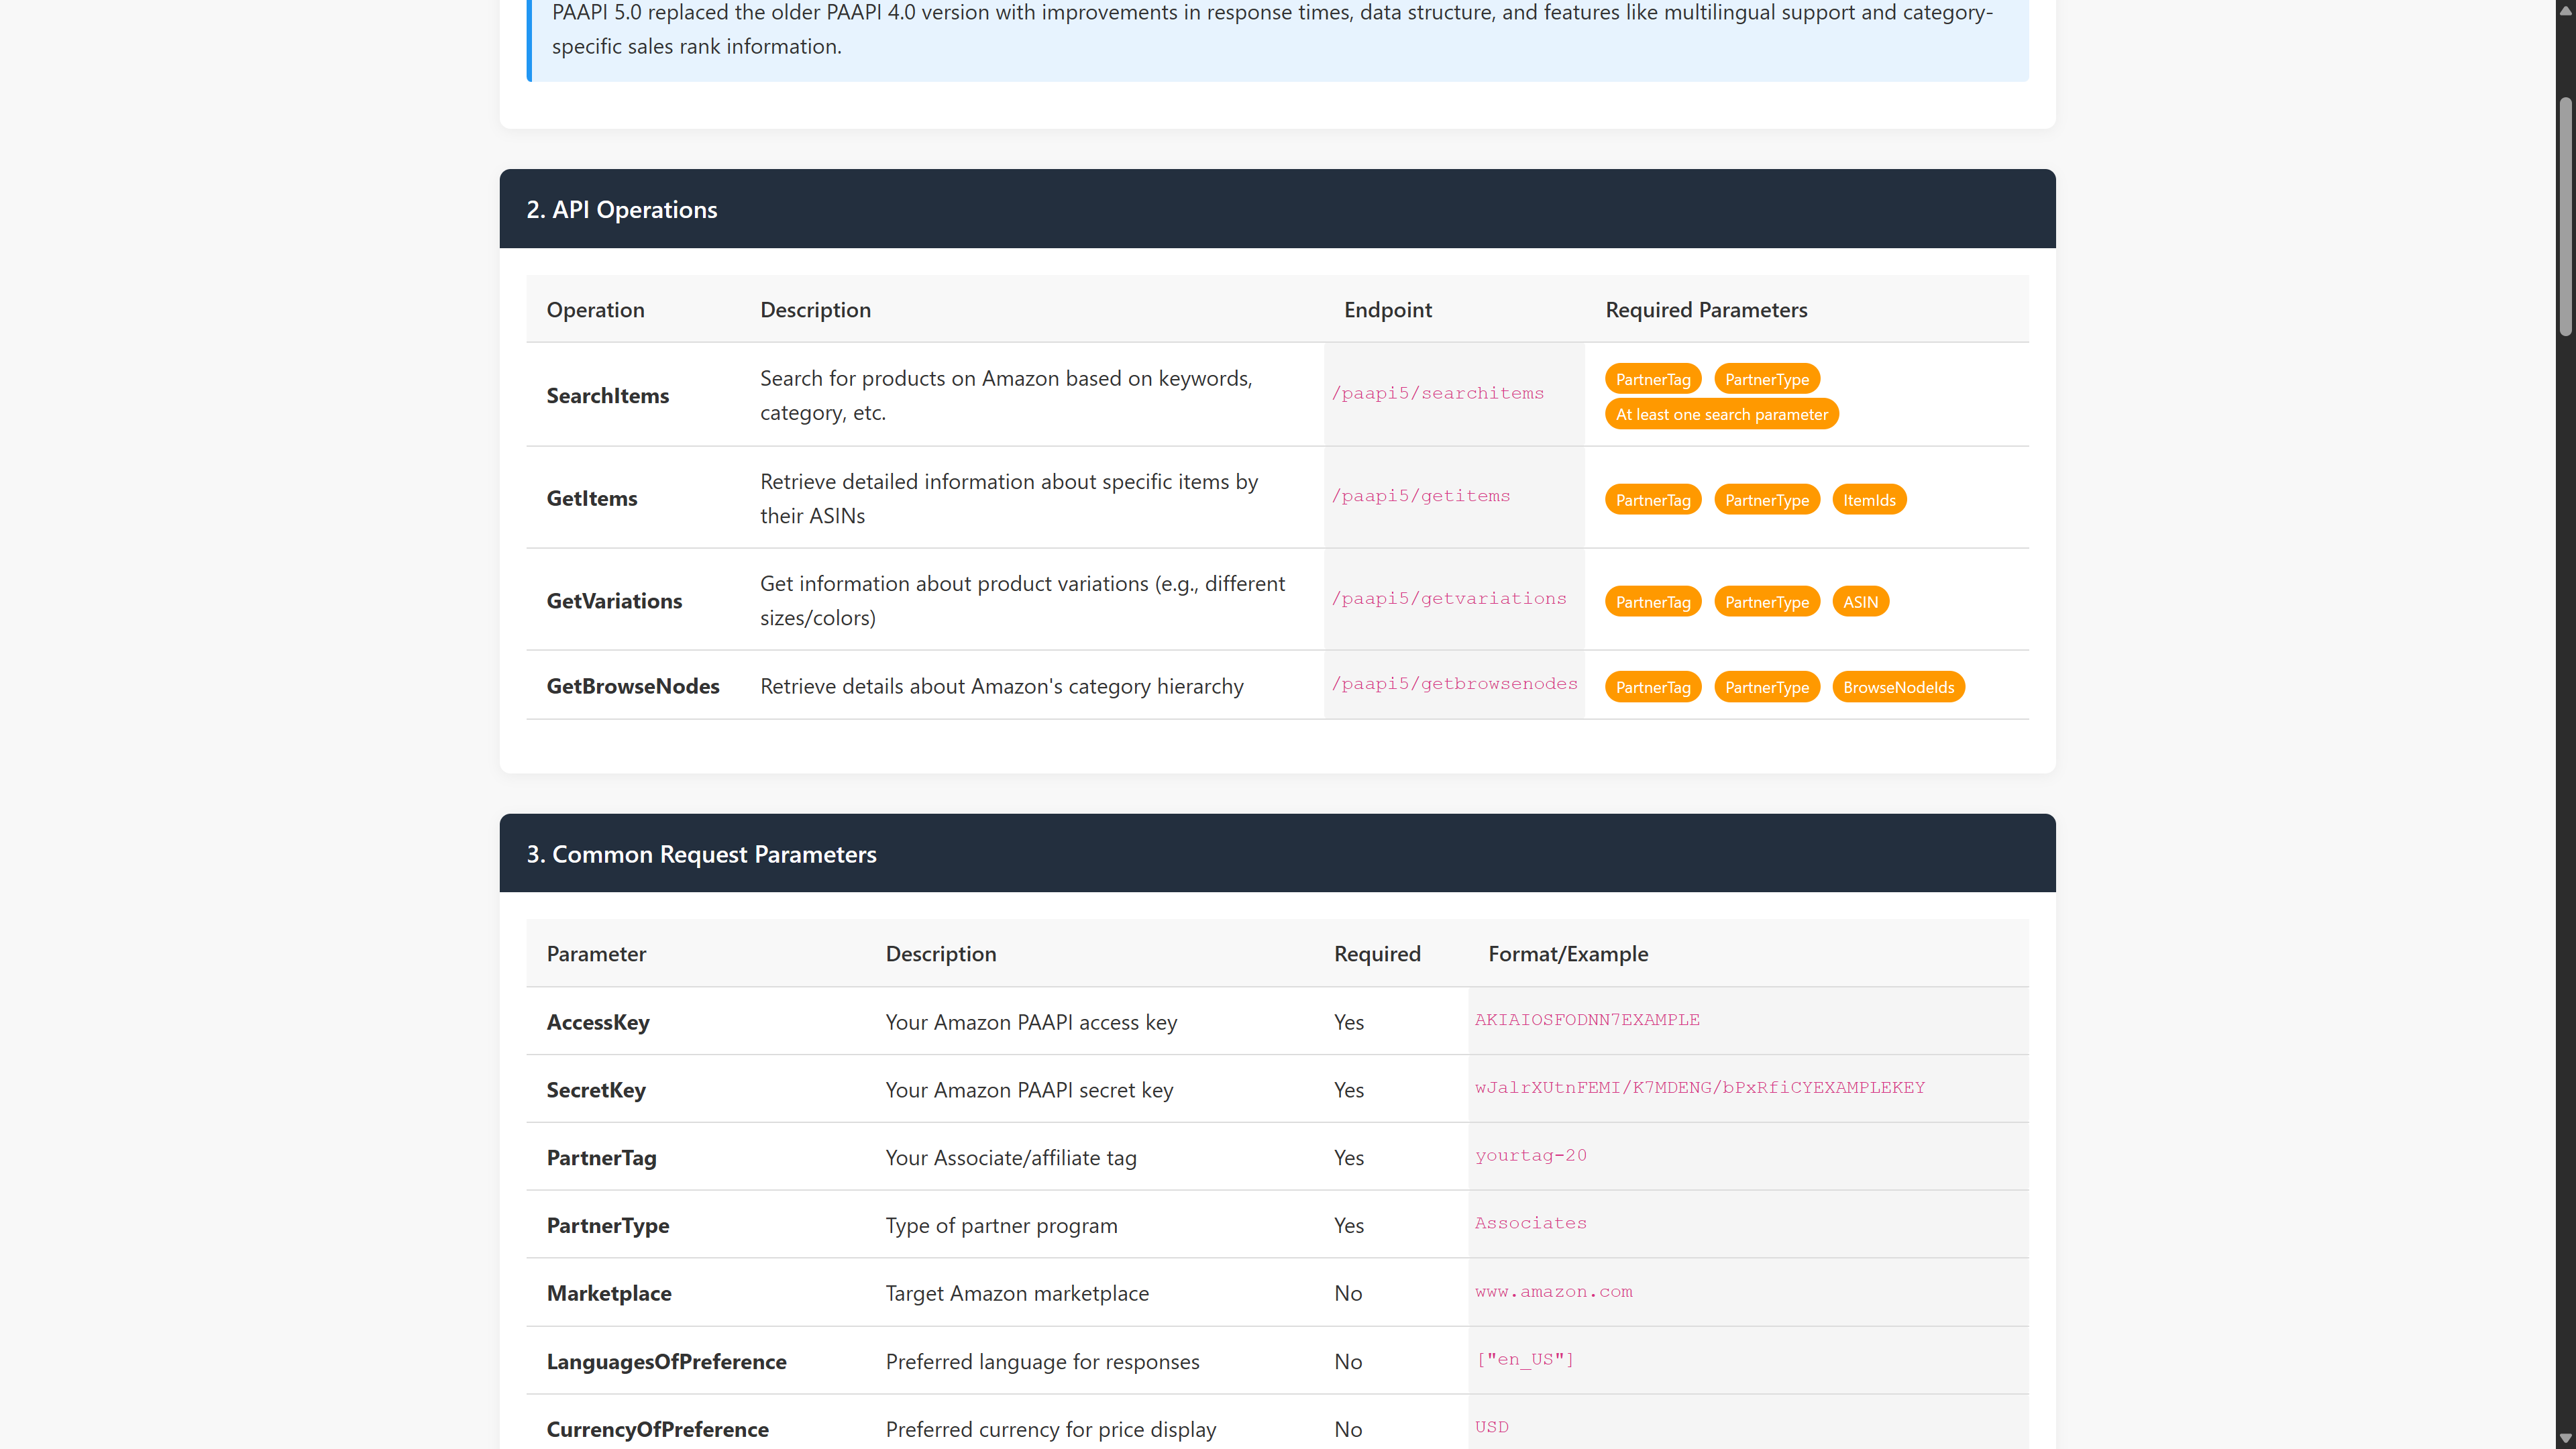 PAAPI 5.0 replaced the older PAAPI 4.0 version with improvements in response times, data structure, and features like multilingual support and category-
specific sales rank information.
2. API Operations
Operation Description Endpoint Required Parameters
SearchItems Search for products on Amazon based on keywords, category, etc. /paapi5/searchitems PartnerTag PartnerType At least one search parameter
GetItems Retrieve detailed information about specific items by their ASINs /paapi5/getitems PartnerTag PartnerType ItemIds
GetVariations Get information about product variations (e.g., different sizes/colors) /paapi5/getvariations PartnerTag PartnerType ASIN
GetBrowseNodes Retrieve details about Amazon's category hierarchy /paapi5/getbrowsenodes PartnerTag PartnerType BrowseNodeIds
3. Common Request Parameters
Parameter Description Required Format/Example
AccessKey Your Amazon PAAPI access key Yes AKIAIOSFODNN7EXAMPLE
SecretKey Your Amazon PAAPI secret key Yes wJalrXUtnFEMI/K7MDENG/bPxRfiCYEXAMPLEKEY
PartnerTag Your Associate/affiliate tag Yes yourtag-20
PartnerType Type of partner program Yes Associates
Marketplace Target Amazon marketplace No www.amazon.com
LanguagesOfPreference Preferred language for responses No ["en_US"]
CurrencyOfPreference Preferred currency for price display No USD